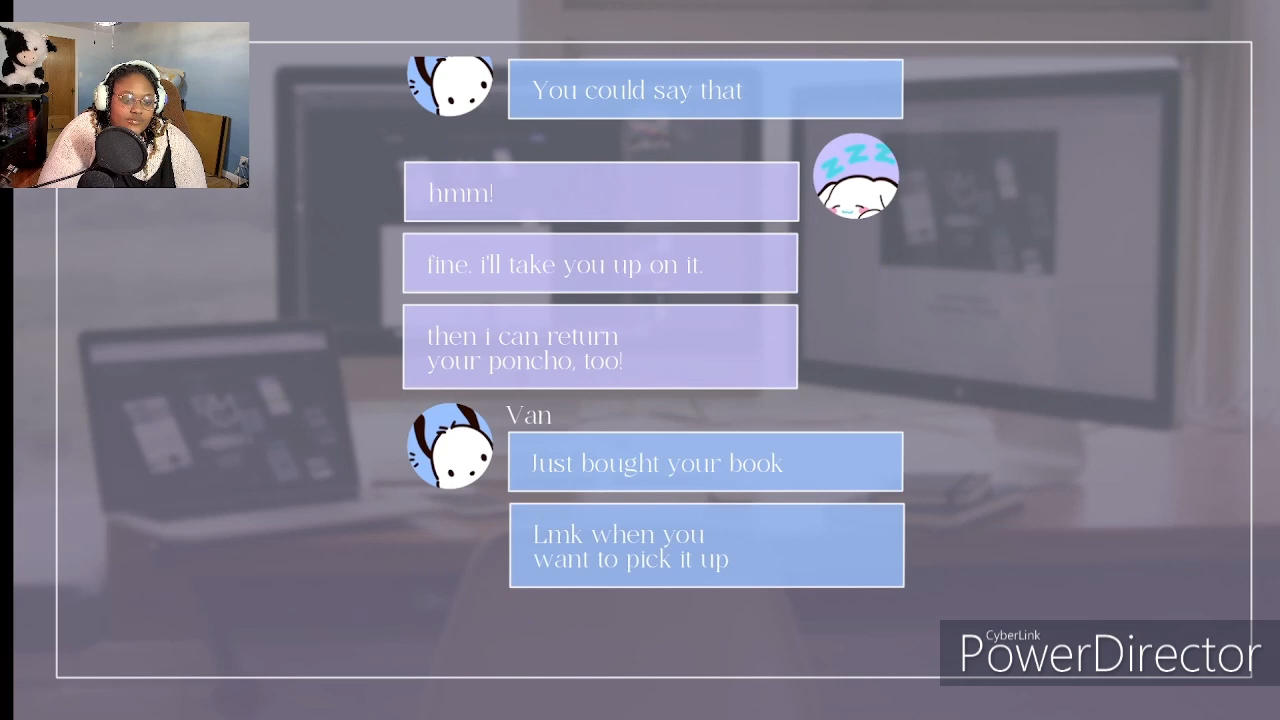 You could say that
hmm!
fine. i'll take you up on it.
then i can return
your poncho, too!
Van
Just bought your book
Lmk when you
want to pick it up
CyberLink
PowerDirector